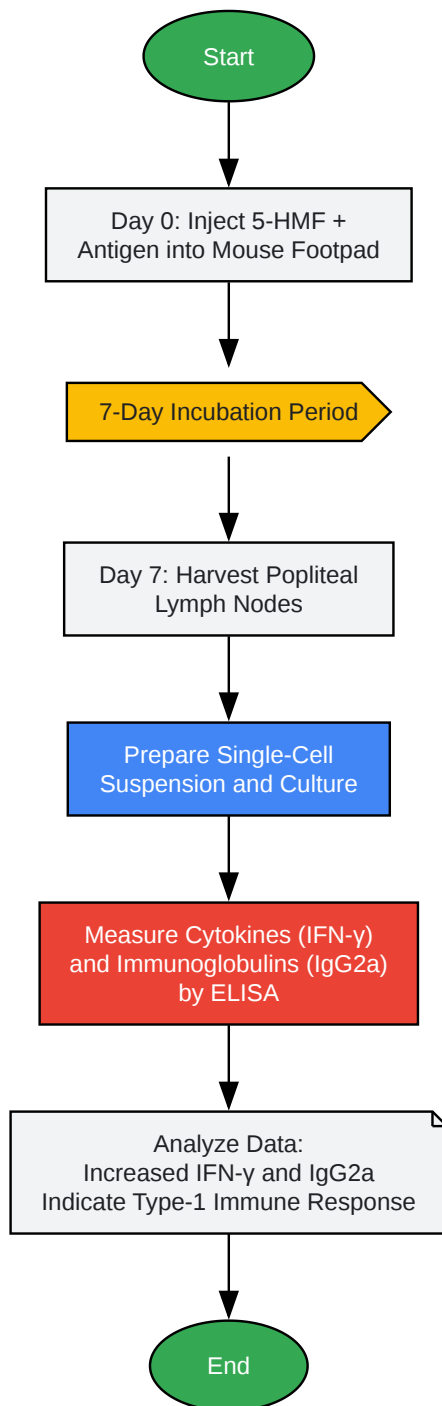 Start
Day 0: Inject 5-HMF +
Antigen into Mouse Footpad
7-Day Incubation Period
Day 7: Harvest Popliteal
Lymph Nodes
Prepare Single-Cell
Suspension and Culture
Measure Cytokines (IFN-γ)
and Immunoglobulins (IgG2a)
by ELISA
Analyze Data:
Increased IFN-γ and IgG2a
Indicate Type-1 Immune Response
End